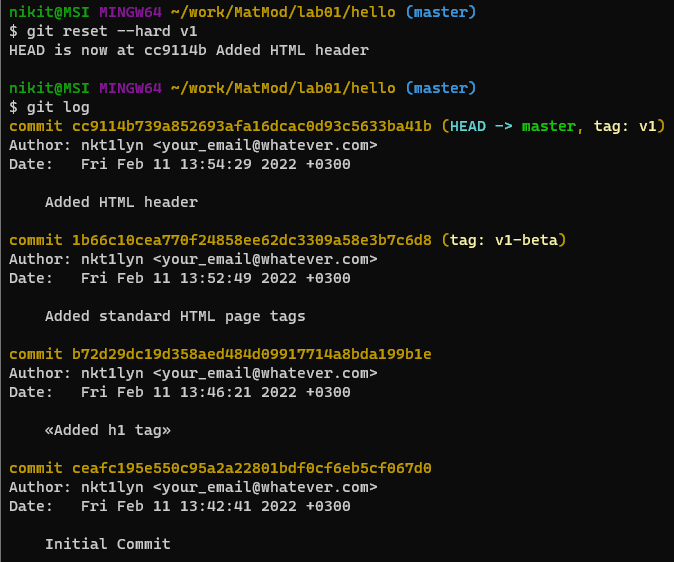 nikit@MSI MINGW64 ~/work/MatMod/lab01/hello (master)
$ git reset --hard v1
HEAD is now at cc9114b Added HTML header
nikit@MSI MINGW64 ~/work/MatMod/lab01/hello (master)
$ git log
commit cc9114b739a852693afa16dcac0d93c5633ba41b (HEAD -> master, tag: v1)
Author: nkt1lyn <your_email@whatever.com>
Date:   Fri Feb 11 13:54:29 2022 +0300
Added HTML header
commit 1b66c10cea770f24858ee62dc3309a58e3b7c6d8 (tag: v1-beta)
Author: nkt1lyn <your_email@whatever.com>
Date:   Fri Feb 11 13:52:49 2022 +0300
Added standard HTML page tags
commit b72d29dc19d358aed484d09917714a8bda199b1e
Author: nkt1lyn <your_email@whatever.com>
Date:   Fri Feb 11 13:46:21 2022 +0300
«Added h1 tag»
commit ceafc195e550c95a2a22801bdf0cf6eb5cf067d0
Author: nkt1lyn <your_email@whatever.com>
Date:   Fri Feb 11 13:42:41 2022 +0300
Initial Commit